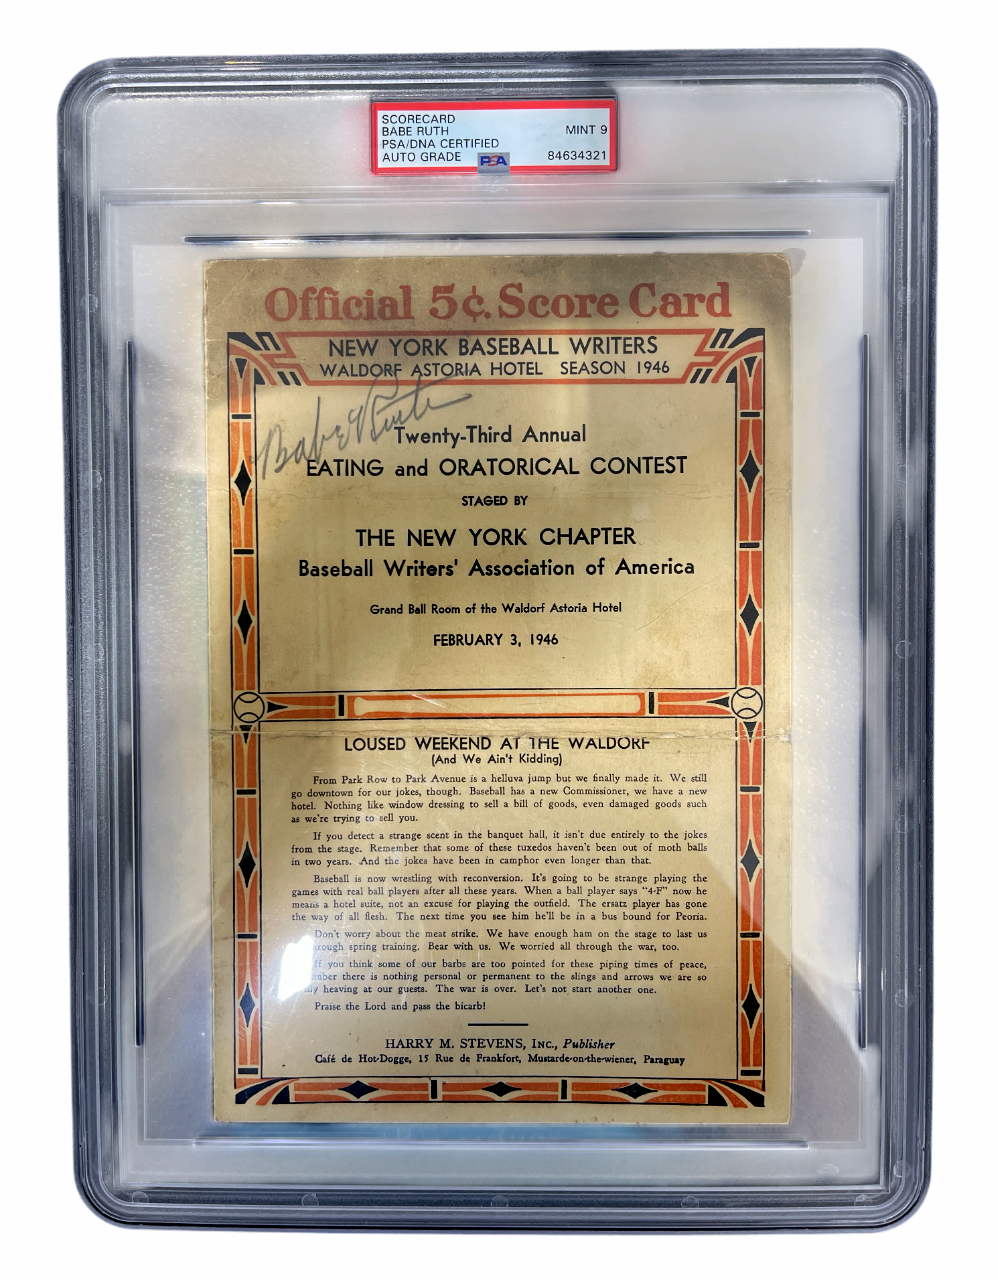 SCORECARD
BABE RUTH MINT 9
PSA/DNA CERTIFIED
AUTO GRADE PSA 84634321
Official 5¢ Score Card
NEW YORK BASEBALL WRITERS
WALDORF ASTORIA HOTEL SEASON 1946
Babe Ruth
Twenty-Third Annual
EATING and ORATORICAL CONTEST
STAGED BY
THE NEW YORK CHAPTER
Baseball Writers' Association of America
Grand Ball Room of the Waldorf Astoria Hotel
FEBRUARY 3, 1946
LOUSED WEEKEND AT THE WALDORF
(And We Ain't Kidding)
From Park Row to Park Avenue is a helluva jump but we finally made it. We still
go downtown for our jokes, though. Baseball has a new Commissioner, we have a new
hotel. Nothing like window dressing to sell a bill of goods, even damaged goods such
as we're trying to sell you.
If you detect a strange scent in the banquet hall, it isn't due entirely to the jokes
from the stage. Remember that some of these tuxedos haven't been out of moth balls
in two years. And the jokes have been in camphor even longer than that.
Baseball is now wrestling with reconversion. It's going to be strange playing the
games with real ball players after all these years. When a ball player says "4-F" now he
means a hotel suite, not an excuse for playing the outfield. The ersatz player has gone
the way of all flesh. The next time you see him he'll be in a bus bound for Peoria.
Don't worry about the meat strike. We have enough ham on the stage to last us
through spring training. Bear with us. We worried all through the war, too.
If you think some of our barbs are too pointed for these piping times of peace,
there is nothing personal or permanent to the slings and arrows we are so
heaving at our guests. The war is over. Let's not start another one.
Praise the Lord and pass the bicarb!
HARRY M. STEVENS, INC., Publisher
Café de Hot-Dogge, 15 Rue de Frankfort, Mustarde-on-the-wiener, Paraguay